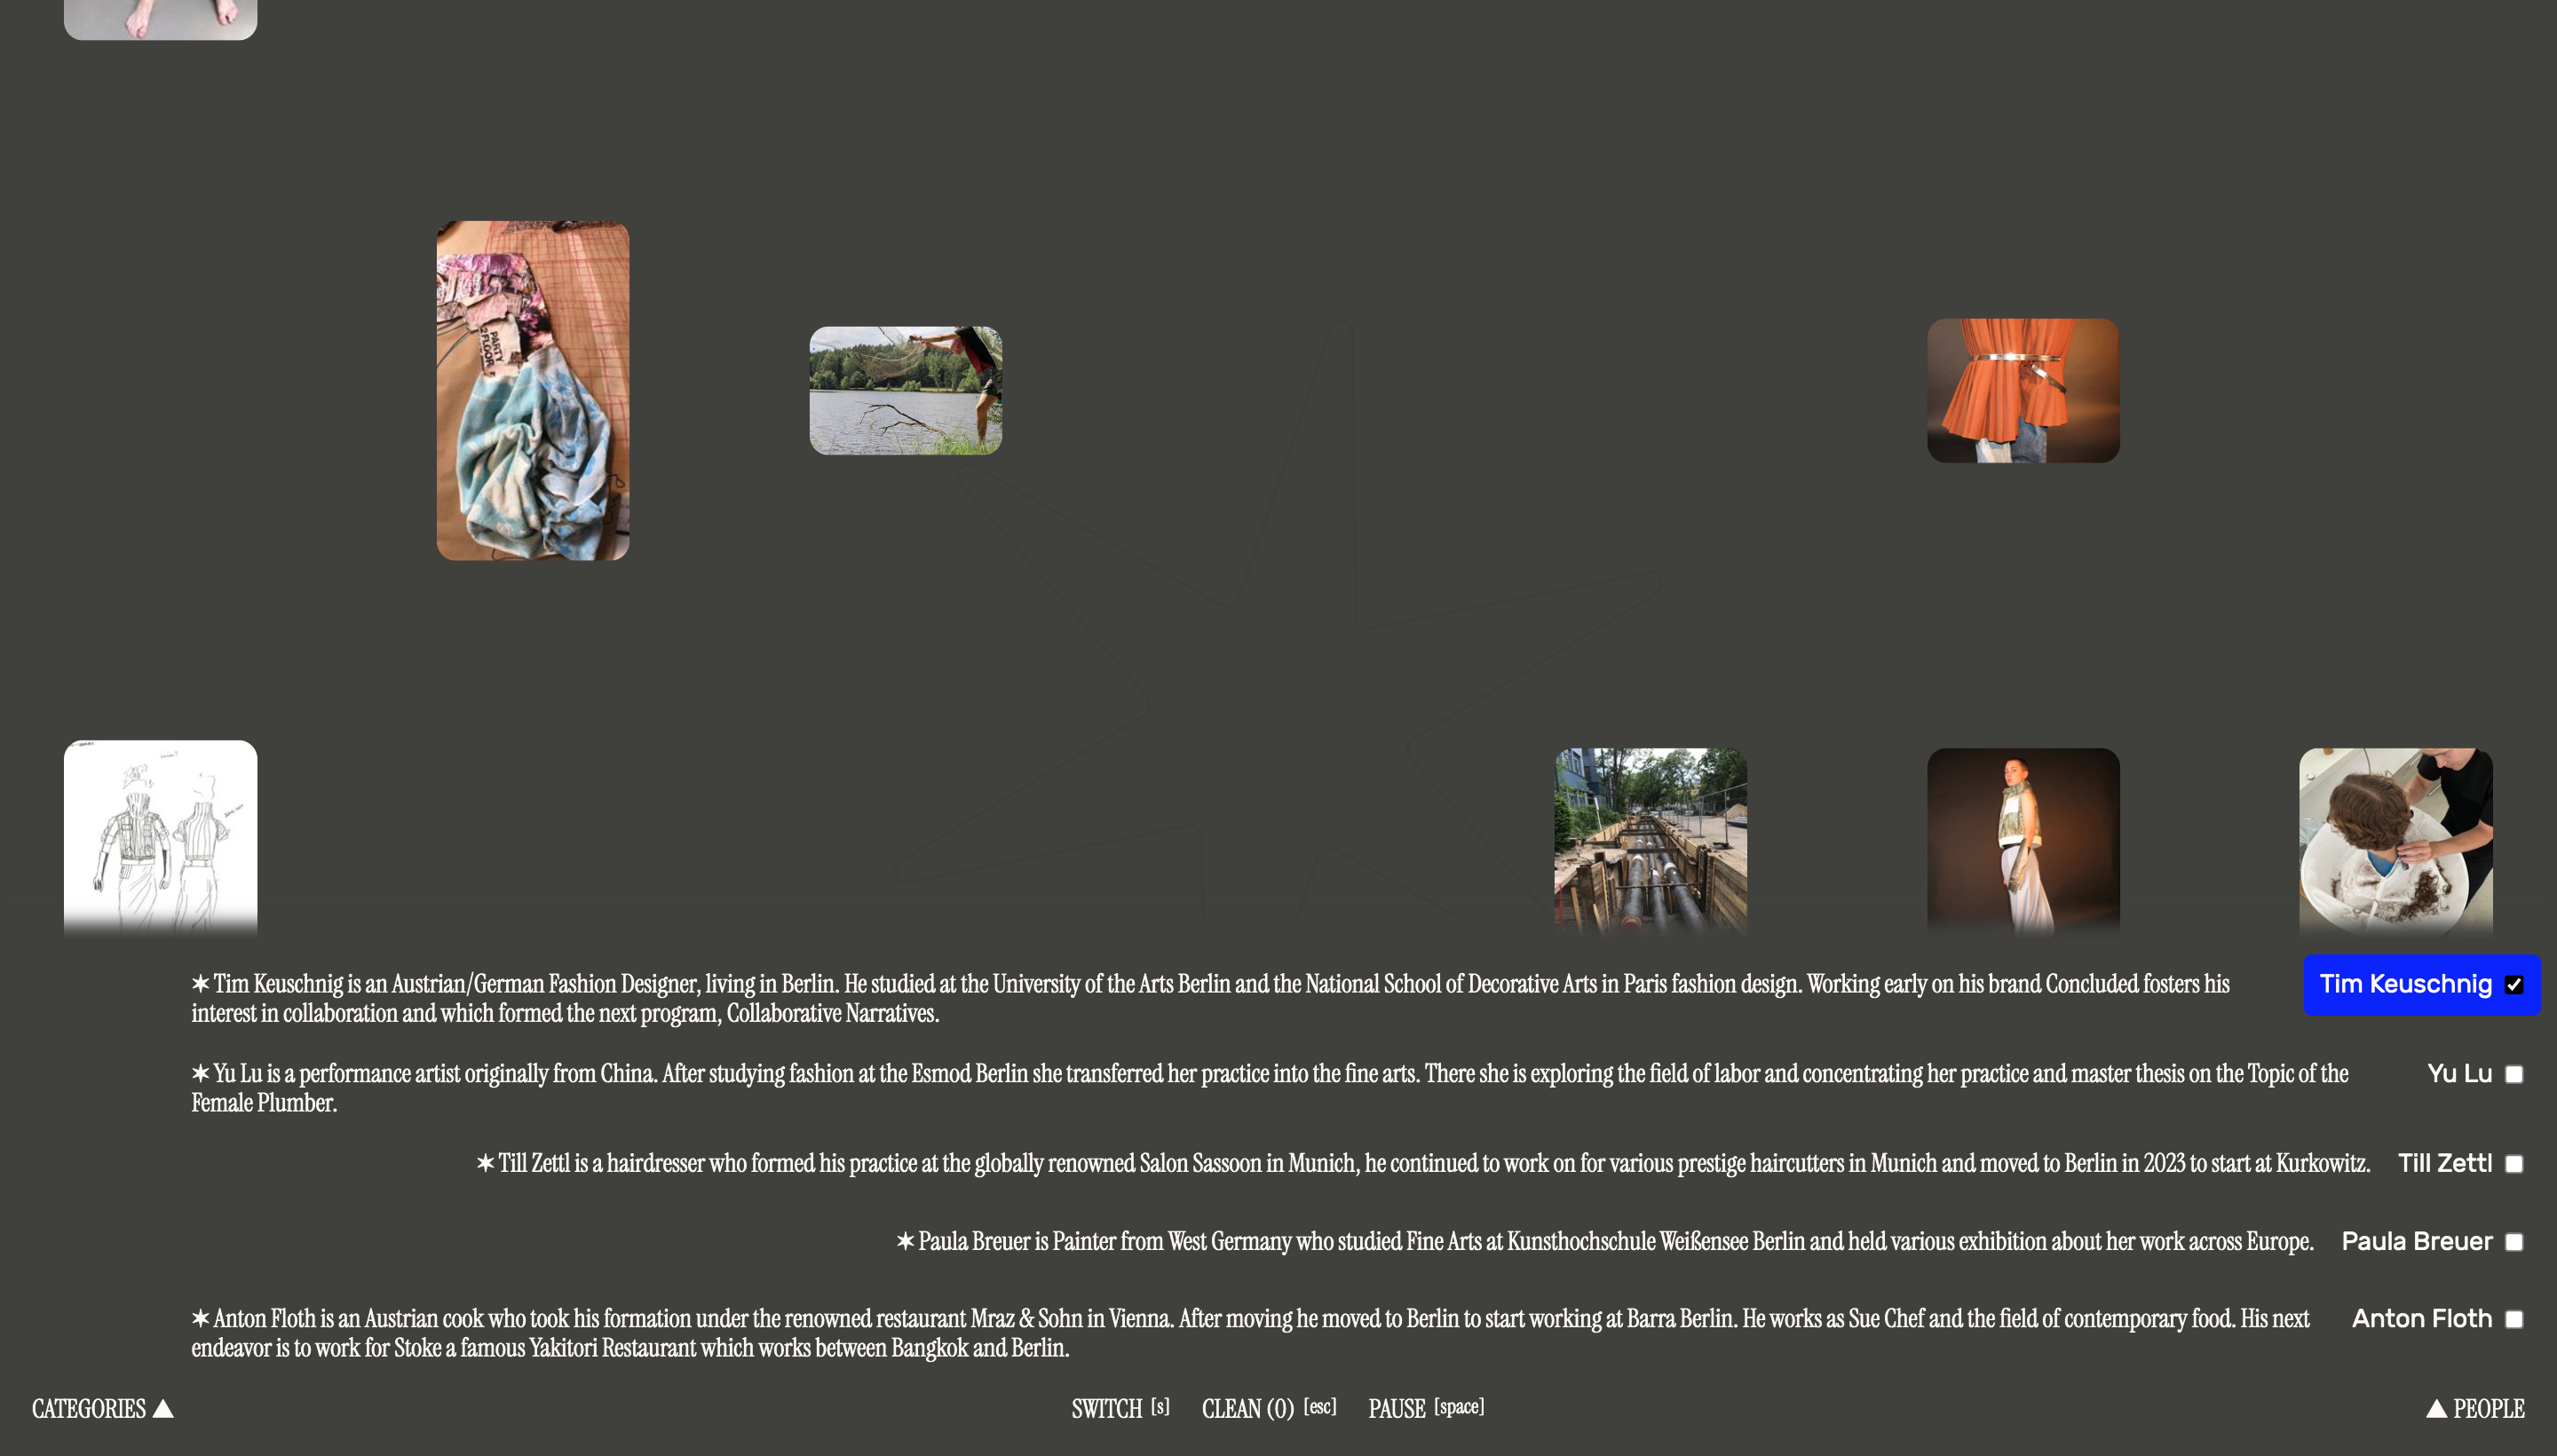 PARTY
2 FLOOR
✶ Tim Keuschnig is an Austrian/German Fashion Designer, living in Berlin. He studied at the University of the Arts Berlin and the National School of Decorative Arts in Paris fashion design. Working early on his brand Concluded fosters his
interest in collaboration and which formed the next program, Collaborative Narratives.
Tim Keuschnig
✶ Yu Lu is a performance artist originally from China. After studying fashion at the Esmod Berlin she transferred her practice into the fine arts. There she is exploring the field of labor and concentrating her practice and master thesis on the Topic of the
Female Plumber.
Yu Lu
✶ Till Zettl is a hairdresser who formed his practice at the globally renowned Salon Sassoon in Munich, he continued to work on for various prestige haircutters in Munich and moved to Berlin in 2023 to start at Kurkowitz.
Till Zettl
✶ Paula Breuer is Painter from West Germany who studied Fine Arts at Kunsthochschule Weißensee Berlin and held various exhibition about her work across Europe.
Paula Breuer
✶ Anton Floth is an Austrian cook who took his formation under the renowned restaurant Mraz & Sohn in Vienna. After moving he moved to Berlin to start working at Barra Berlin. He works as Sue Chef and the field of contemporary food. His next
endeavor is to work for Stoke a famous Yakitori Restaurant which works between Bangkok and Berlin.
Anton Floth
CATEGORIES ▲
SWITCH [s] CLEAN (0) [esc] PAUSE [space]
▲ PEOPLE